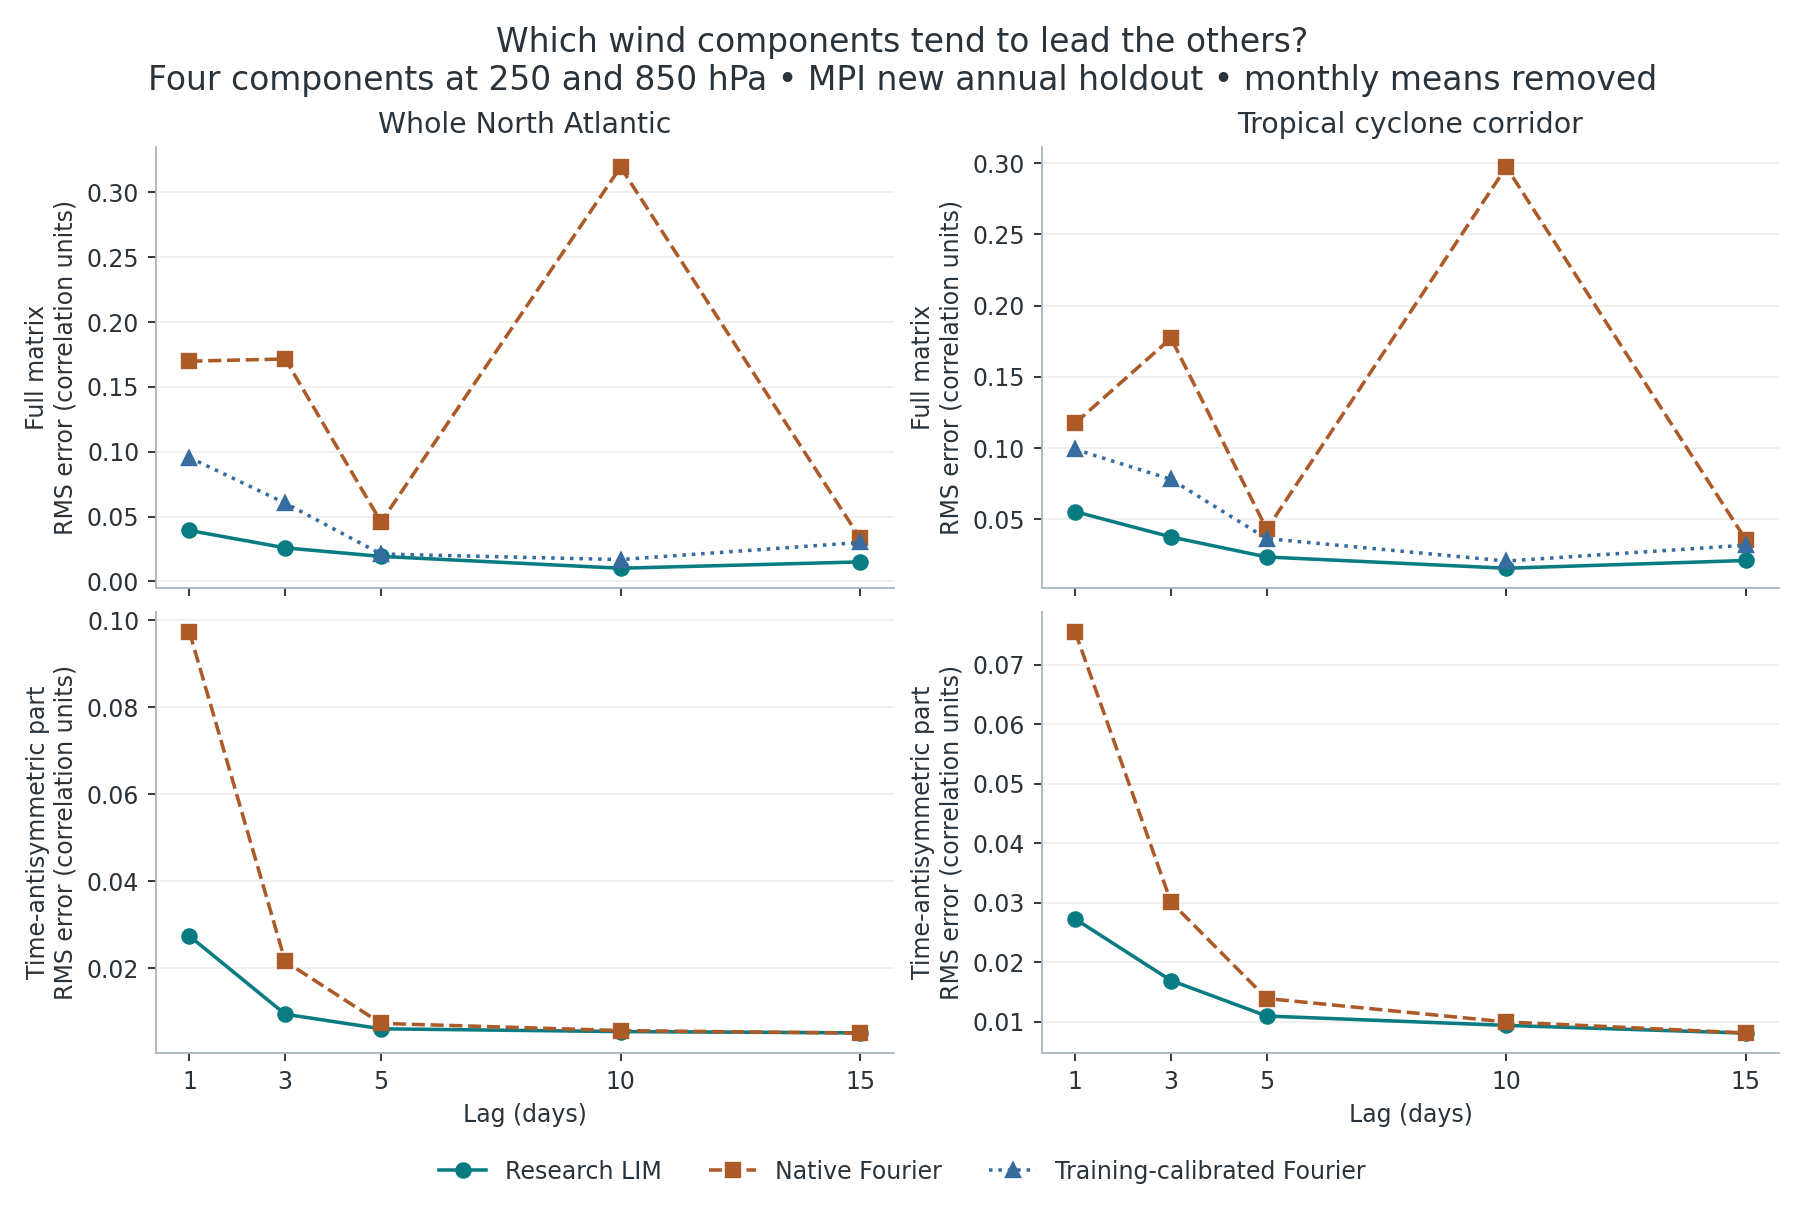 Which wind components tend to lead the others?
Four components at 250 and 850 hPa • MPI new annual holdout • monthly means removed
Whole North Atlantic
Full matrix
RMS error (correlation units)
0.30
0.25
0.20
0.15
0.10
0.05
0.00
Tropical cyclone corridor
Full matrix
RMS error (correlation units)
0.30
0.25
0.20
0.15
0.10
0.05
Time-antisymmetric part
RMS error (correlation units)
0.10
0.08
0.06
0.04
0.02
1 3 5 10 15
Lag (days)
Time-antisymmetric part
RMS error (correlation units)
0.07
0.06
0.05
0.04
0.03
0.02
0.01
1 3 5 10 15
Lag (days)
Research LIM Native Fourier Training-calibrated Fourier